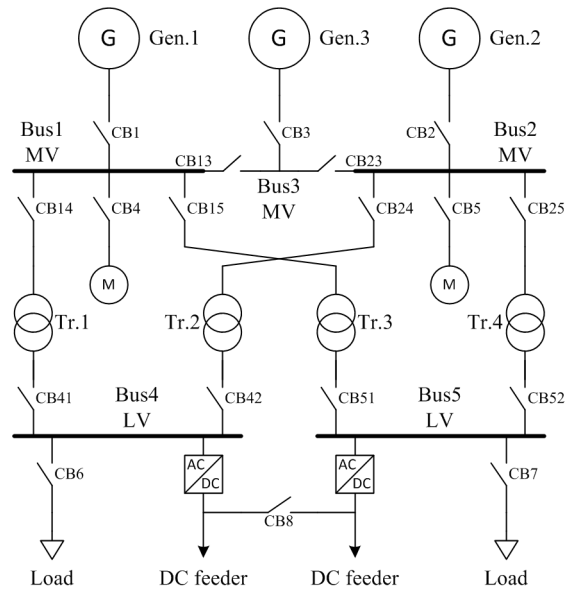 G Gen.1 G Gen.3 G Gen.2
CB1 CB3 CB2
Bus1
MV
Bus2
MV
CB13 CB23
Bus3
MV
CB14 CB4 CB15 CB24 CB5 CB25
M M
Tr.1 Tr.2 Tr.3 Tr.4
CB41 CB42 CB51 CB52
Bus4
LV
Bus5
LV
CB6 CB7
AC
DC
AC
DC
CB8
Load DC feeder DC feeder Load